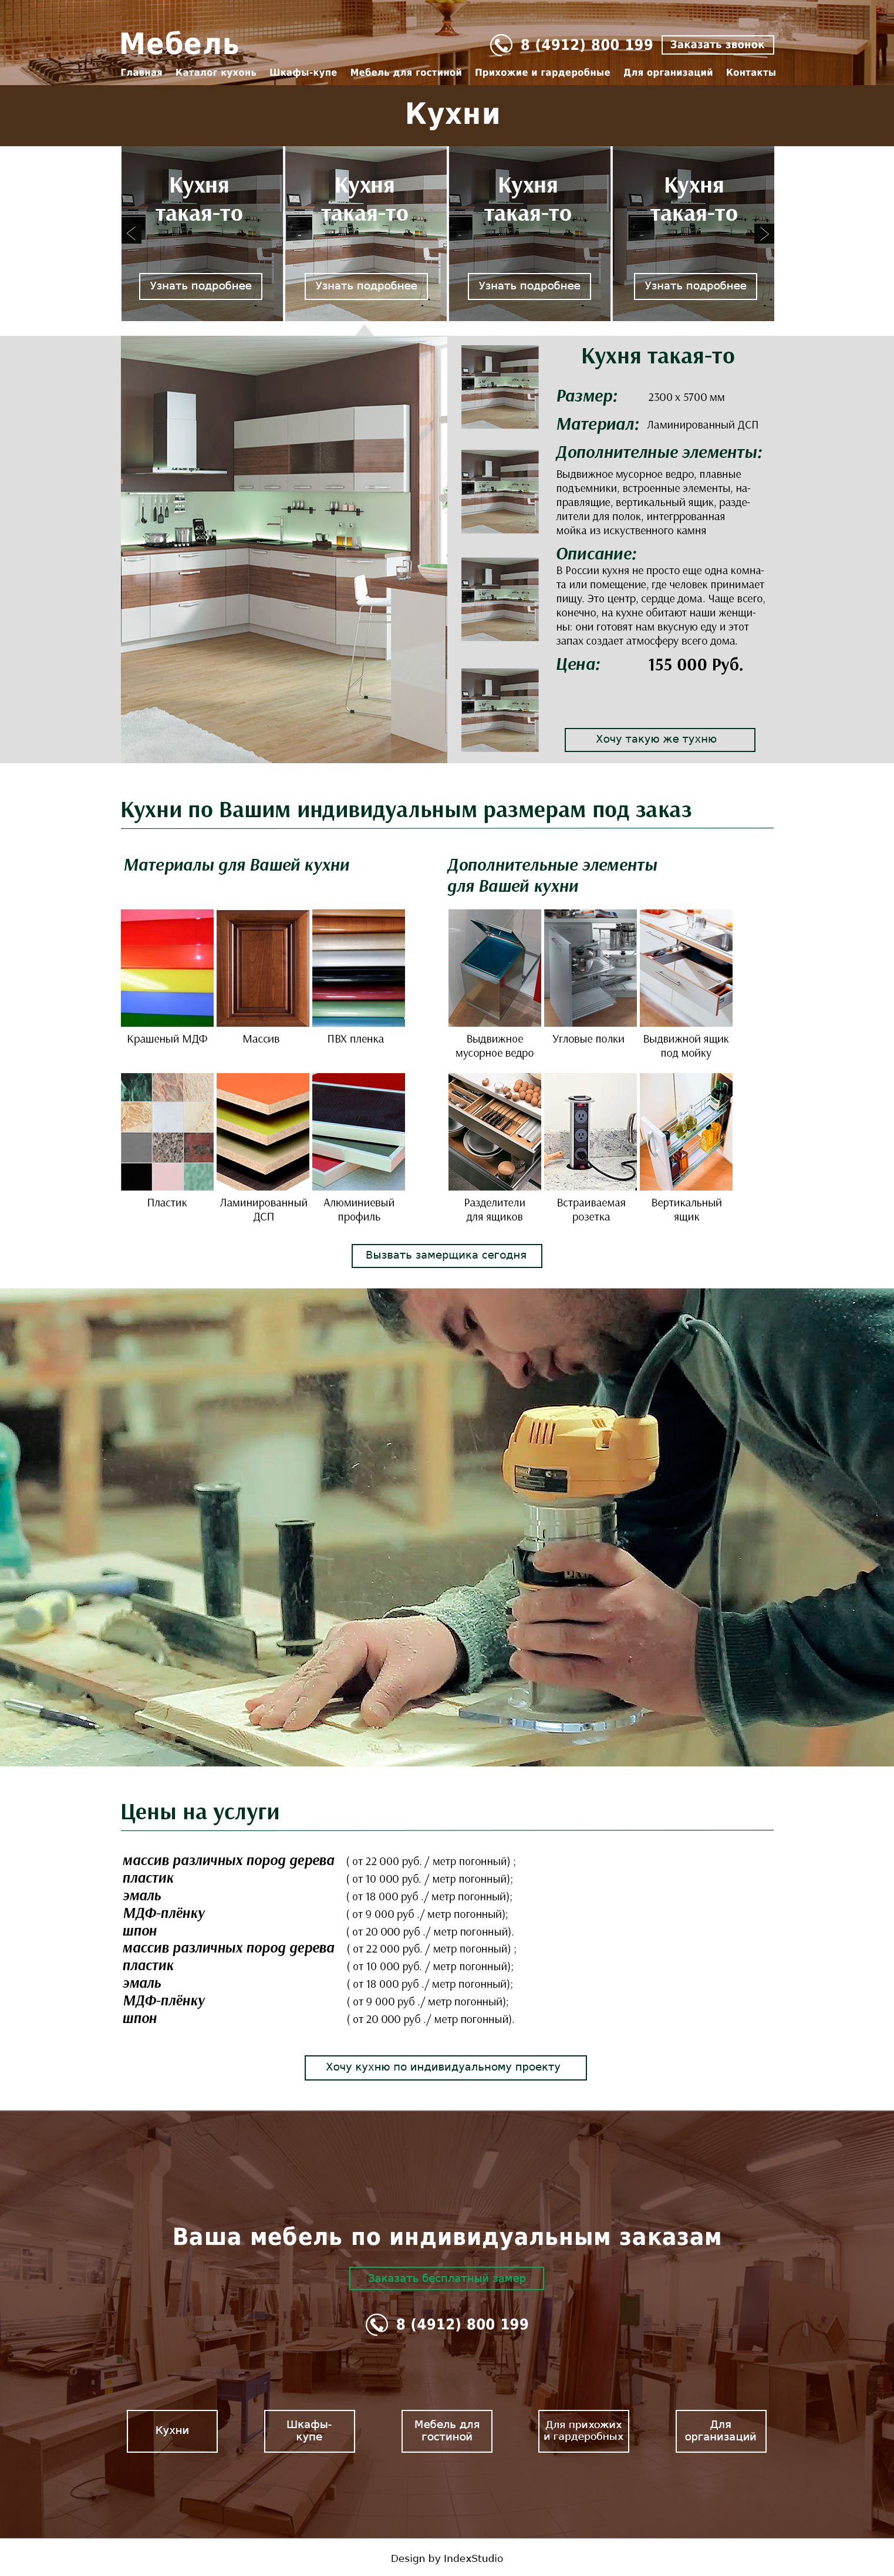 Мебель
8 (4912) 800 199
Заказать звонок
Главная Каталог кухонь Шкафы-купе Мебель для гостиной Прихожие и гардеробные Для организаций Контакты
Кухни
Кухня
такая-то
Узнать подробнее
Кухня
такая-то
Узнать подробнее
Кухня
такая-то
Узнать подробнее
Кухня
такая-то
Узнать подробнее
Кухня такая-то
Размер: 2300 x 5700 мм
Материал: Ламинированный ДСП
Дополнителные элементы:
Выдвижное мусорное ведро, плавные
подъемники, встроенные элементы, на-
правлящие, вертикальный ящик, разде-
лители для полок, интегррованная
мойка из искуственного камня
Описание:
В России кухня не просто еще одна комна-
та или помещение, где человек принимает
пищу. Это центр, сердце дома. Чаще всего,
конечно, на кухне обитают наши женщи-
ны: они готовят нам вкусную еду и этот
запах создает атмосферу всего дома.
Цена: 155 000 Руб.
Хочу такую же тухню
Кухни по Вашим индивидуальным размерам под заказ
Материалы для Вашей кухни
Крашеный МДФ
Массив
ПВХ пленка
Пластик
Ламинированный
ДСП
Алюминиевый
профиль
Дополнительные элементы
для Вашей кухни
Выдвижное
мусорное ведро
Угловые полки
Выдвижной ящик
под мойку
Разделители
для ящиков
Встраиваемая
розетка
Вертикальный
ящик
Вызвать замерщика сегодня
Цены на услуги
массив различных пород дерева ( от 22 000 руб. / метр погонный) ;
пластик ( от 10 000 руб. / метр погонный);
эмаль ( от 18 000 руб ./ метр погонный);
МДФ-плёнку ( от 9 000 руб ./ метр погонный);
шпон ( от 20 000 руб ./ метр погонный).
массив различных пород дерева ( от 22 000 руб. / метр погонный) ;
пластик ( от 10 000 руб. / метр погонный);
эмаль ( от 18 000 руб ./ метр погонный);
МДФ-плёнку ( от 9 000 руб ./ метр погонный);
шпон ( от 20 000 руб ./ метр погонный).
Хочу кухню по индивидуальному проекту
Ваша мебель по индивидуальным заказам
Заказать бесплатный замер
8 (4912) 800 199
Кухни
Шкафы-
купе
Мебель для
гостиной
Для прихожих
и гардеробных
Для
организаций
Design by IndexStudio